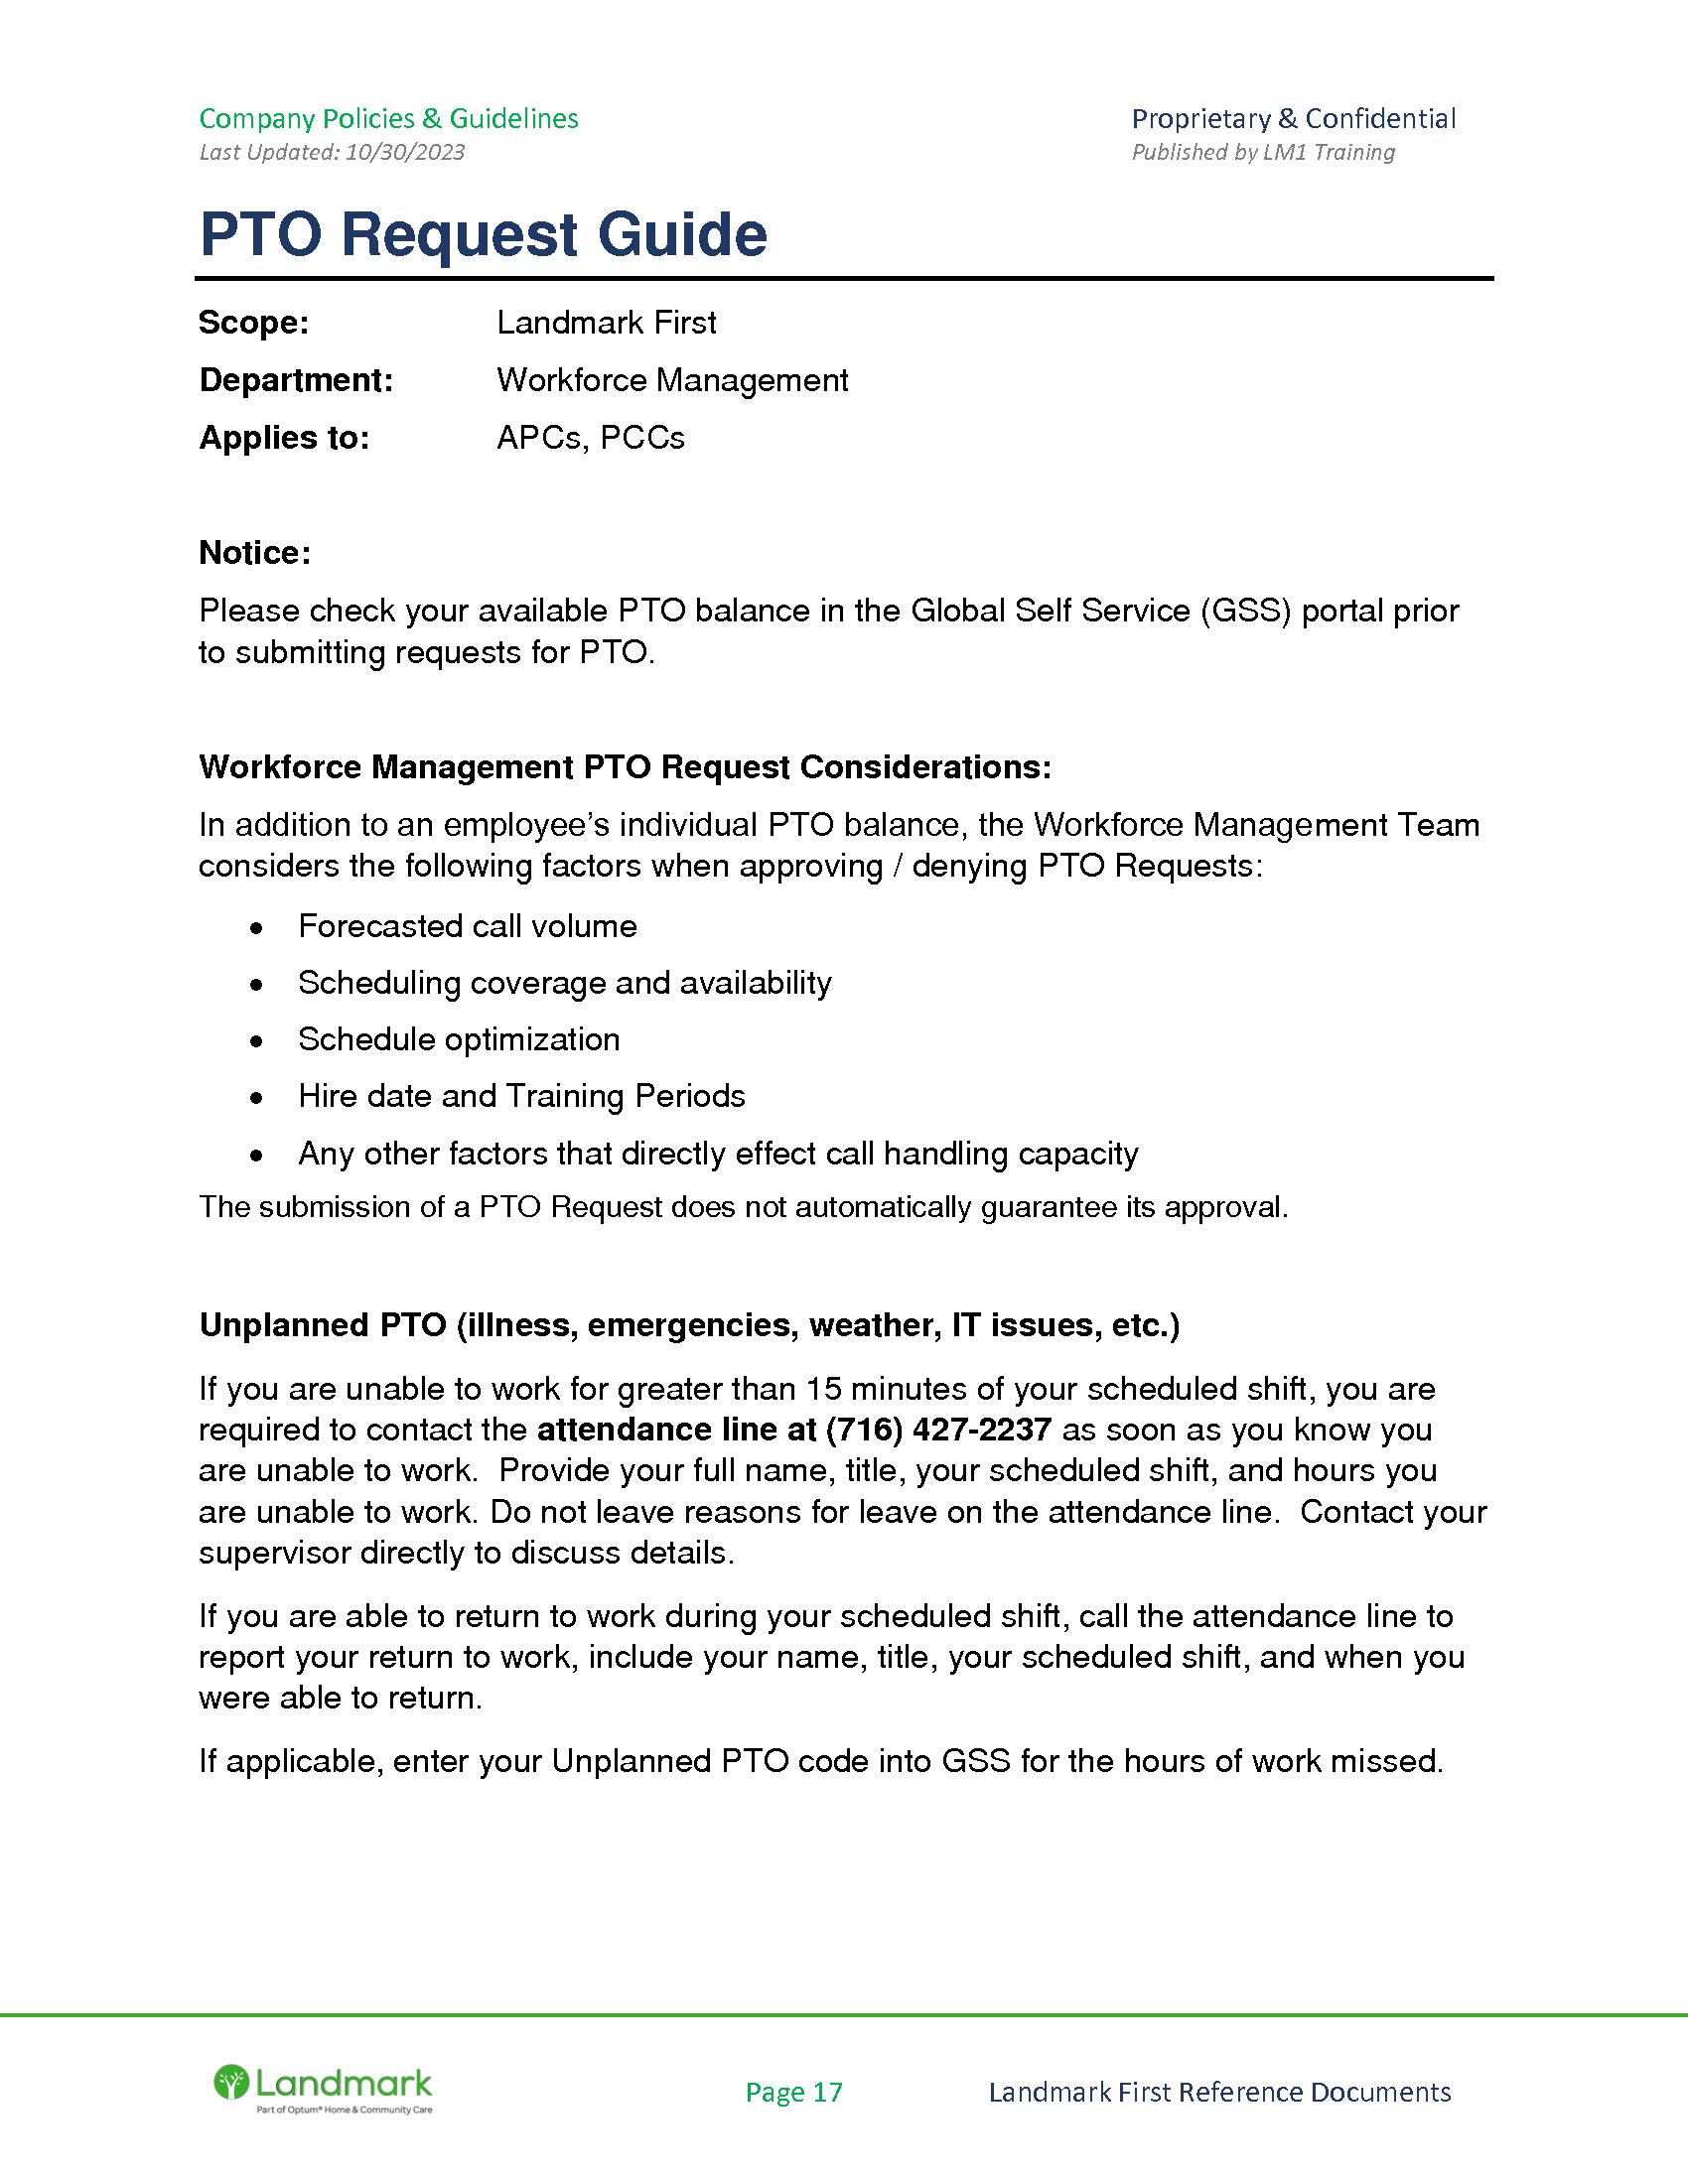 Company Policies & Guidelines
Proprietary & Confidential
Last Updated: 10/30/2023
Published by LM1 Training
PTO Request Guide
Scope: Landmark First
Department: Workforce Management
Applies to: APCs, PCCs
Notice:
Please check your available PTO balance in the Global Self Service (GSS) portal prior
to submitting requests for PTO.
Workforce Management PTO Request Considerations:
In addition to an employee’s individual PTO balance, the Workforce Management Team
considers the following factors when approving / denying PTO Requests:
• Forecasted call volume
• Scheduling coverage and availability
• Schedule optimization
• Hire date and Training Periods
• Any other factors that directly effect call handling capacity
The submission of a PTO Request does not automatically guarantee its approval.
Unplanned PTO (illness, emergencies, weather, IT issues, etc.)
If you are unable to work for greater than 15 minutes of your scheduled shift, you are
required to contact the attendance line at (716) 427-2237 as soon as you know you
are unable to work.  Provide your full name, title, your scheduled shift, and hours you
are unable to work. Do not leave reasons for leave on the attendance line.  Contact your
supervisor directly to discuss details.
If you are able to return to work during your scheduled shift, call the attendance line to
report your return to work, include your name, title, your scheduled shift, and when you
were able to return.
If applicable, enter your Unplanned PTO code into GSS for the hours of work missed.
Landmark
Part of Optum® Home & Community Care
Page 17
Landmark First Reference Documents